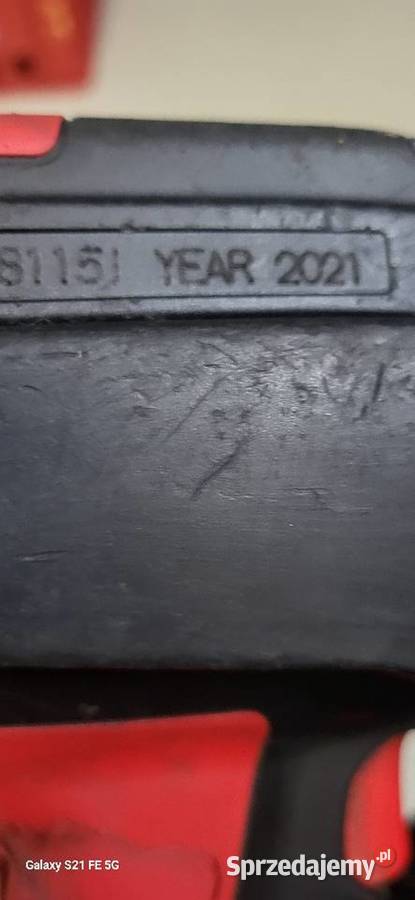 81151 YEAR 2021
Galaxy S21 FE 5G
Sprzedajemy.pl